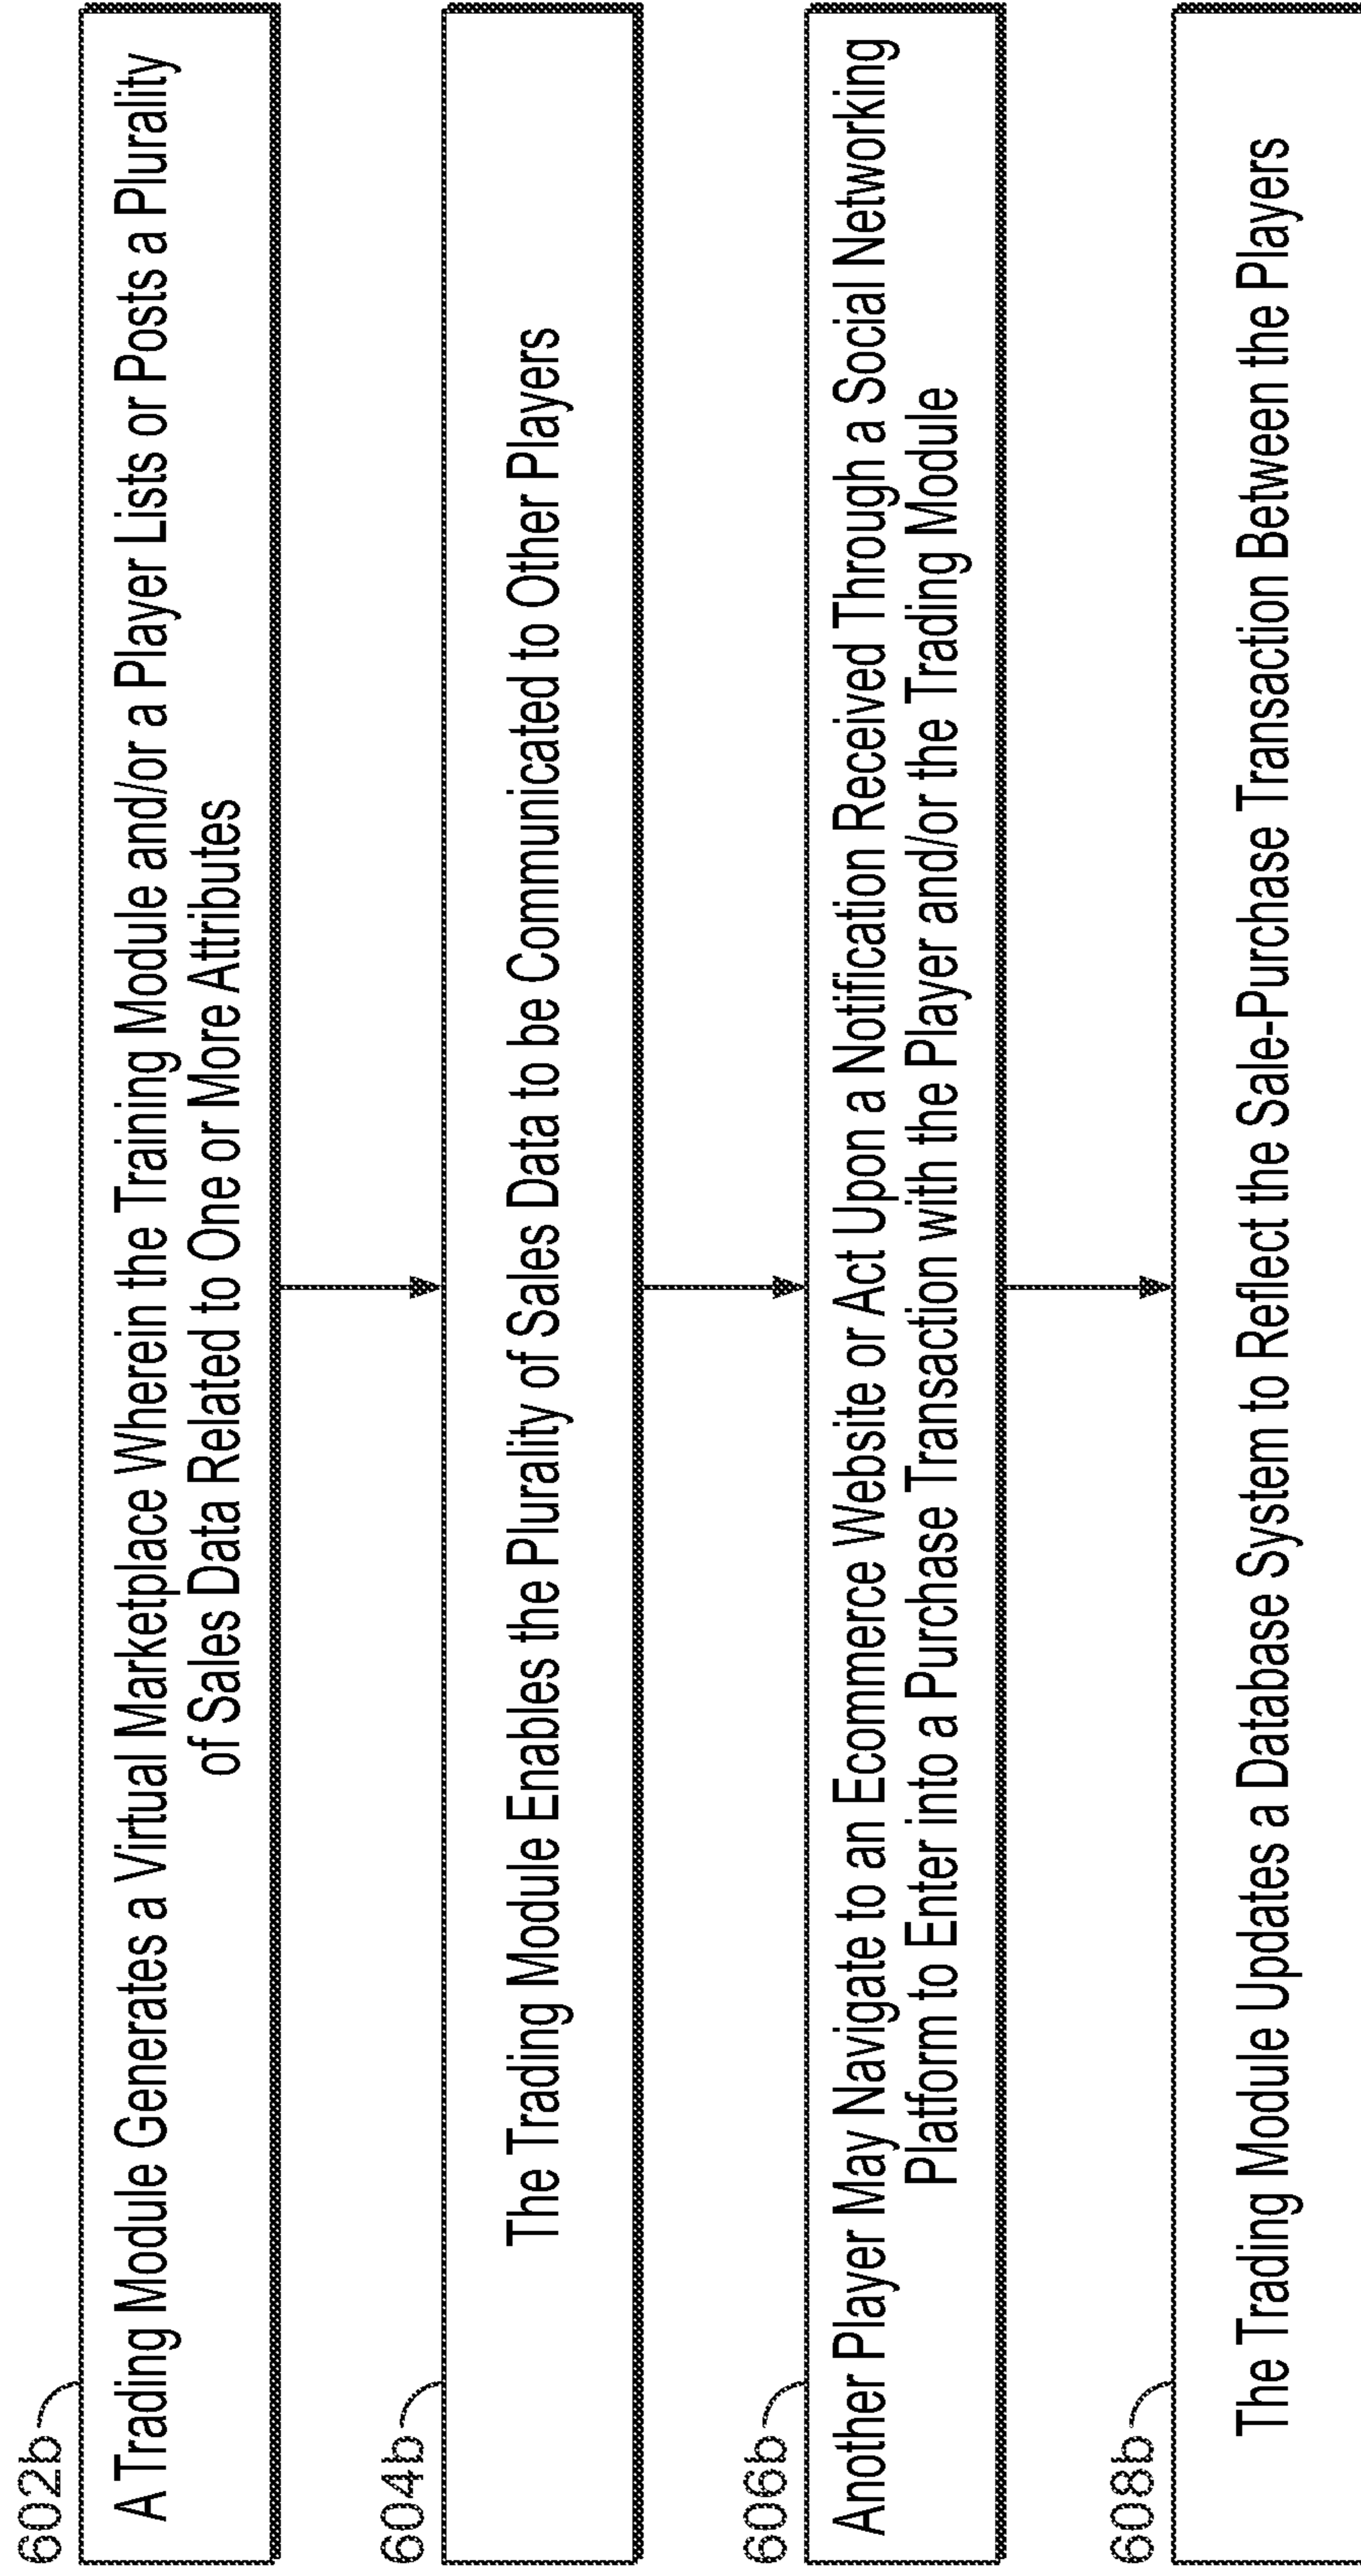 602b
A Trading Module Generates a Virtual Marketplace Wherein the Training Module and/or a Player Lists or Posts a Plurality
of Sales Data Related to One or More Attributes
604b
The Trading Module Enables the Plurality of Sales Data to be Communicated to Other Players
606b
Another Player May Navigate to an Ecommerce Website or Act Upon a Notification Received Through a Social Networking
Platform to Enter into a Purchase Transaction with the Player and/or the Trading Module
608b
The Trading Module Updates a Database System to Reflect the Sale-Purchase Transaction Between the Players